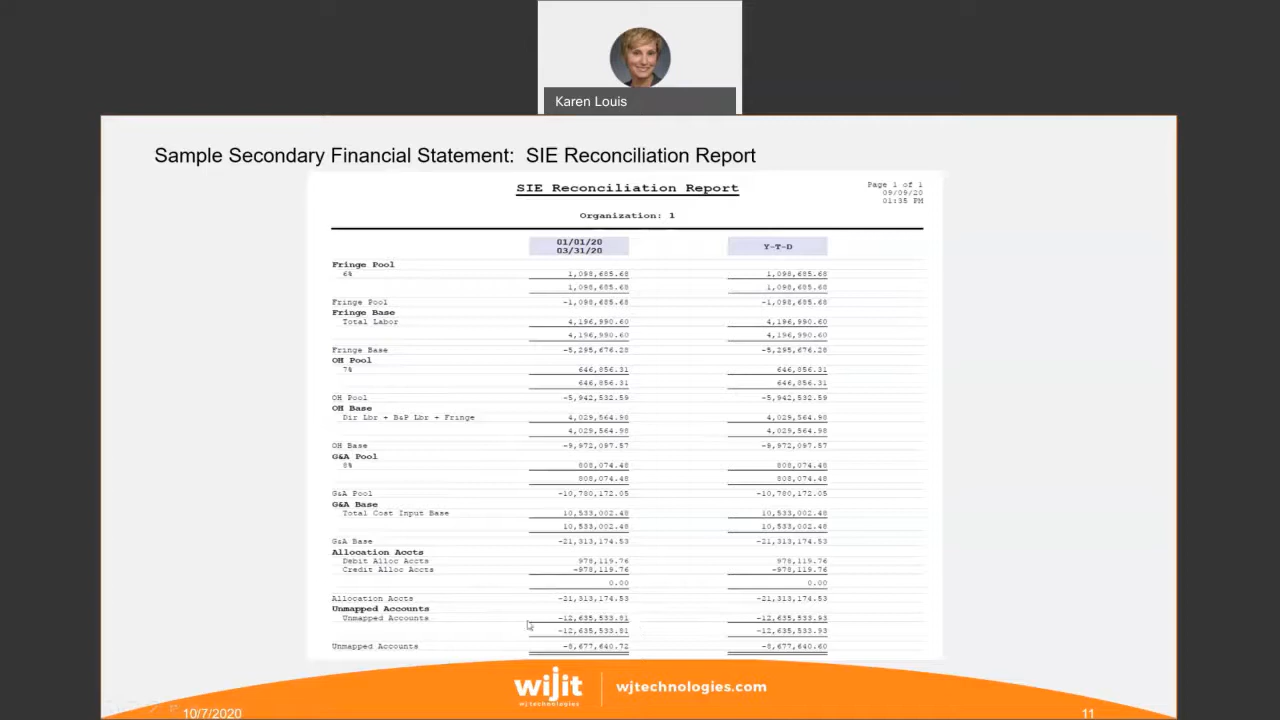 Karen Louis
Sample Secondary Financial Statement:  SIE Reconciliation Report
SIE Reconciliation Report
Page 1 of 1
09/09/20
01:35 PM
Organization: 1
01/01/20
03/31/20
Y-T-D
Fringe Pool
6% 1,098,685.68 1,098,685.68
1,098,685.68 1,098,685.68
Fringe Pool -1,098,685.68 -1,098,685.68
Fringe Base
Total Labor 4,196,990.60 4,196,990.60
4,196,990.60 4,196,990.60
Fringe Base -5,295,676.28 -5,295,676.28
OH Pool
7% 646,856.31 646,856.31
646,856.31 646,856.31
OH Pool -5,942,532.59 -5,942,532.59
OH Base
Dir Lbr + B&P Lbr + Fringe 4,029,564.98 4,029,564.98
4,029,564.98 4,029,564.98
OH Base -9,972,097.57 -9,972,097.57
G&A Pool
8% 808,074.48 808,074.48
808,074.48 808,074.48
G&A Pool -10,780,172.05 -10,780,172.05
G&A Base
Total Cost Input Base 10,533,002.48 10,533,002.48
10,533,002.48 10,533,002.48
G&A Base -21,313,174.53 -21,313,174.53
Allocation Accts
Debit Alloc Accts 978,119.76 978,119.76
Credit Alloc Accts -978,119.76 -978,119.76
0.00 0.00
Allocation Accts -21,313,174.53 -21,313,174.53
Unmapped Accounts
Unmapped Accounts -12,635,533.81 -12,635,533.93
-12,635,533.81 -12,635,533.93
Unmapped Accounts -8,677,640.72 -8,677,640.60
wijit
wj technologies
wjtechnologies.com
10/7/2020
11